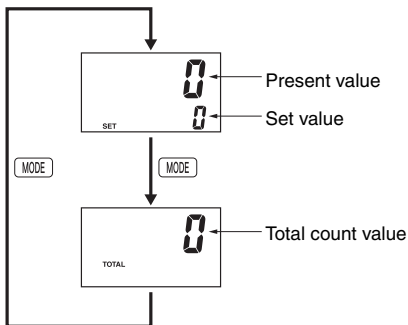 0
Present value
0
Set value
SET
MODE
MODE
0
Total count value
TOTAL